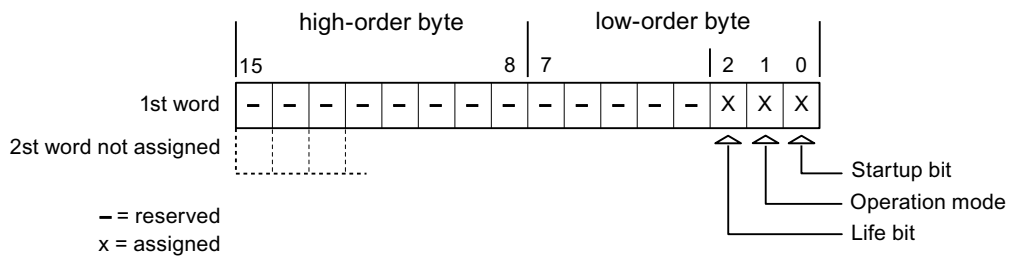 high-order byte low-order byte
15 8 7 2 1 0
1st word – – – – – – – – – – – – – X X X
2st word not assigned
Startup bit
– = reserved Operation mode
x = assigned Life bit